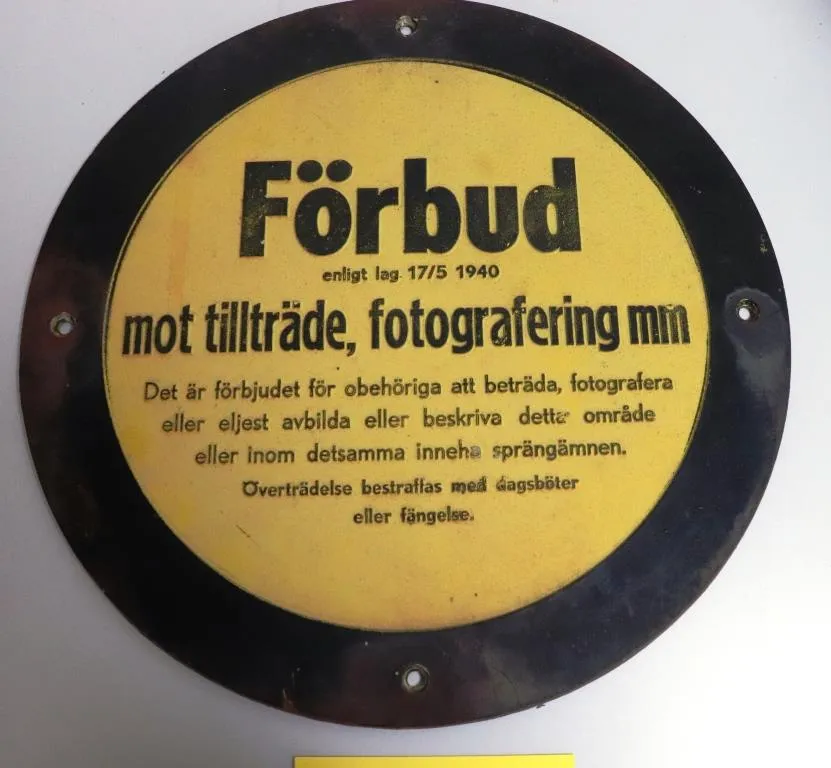 Förbud
enligt lag 17/5 1940
mot tillträde, fotografering mm
Det är förbjudet för obehöriga att beträda, fotografera
eller eljest avbilda eller beskriva detta område
eller inom detsamma inneha sprängämnen.
Överträdelse bestraffas med dagsböter
eller fängelse.